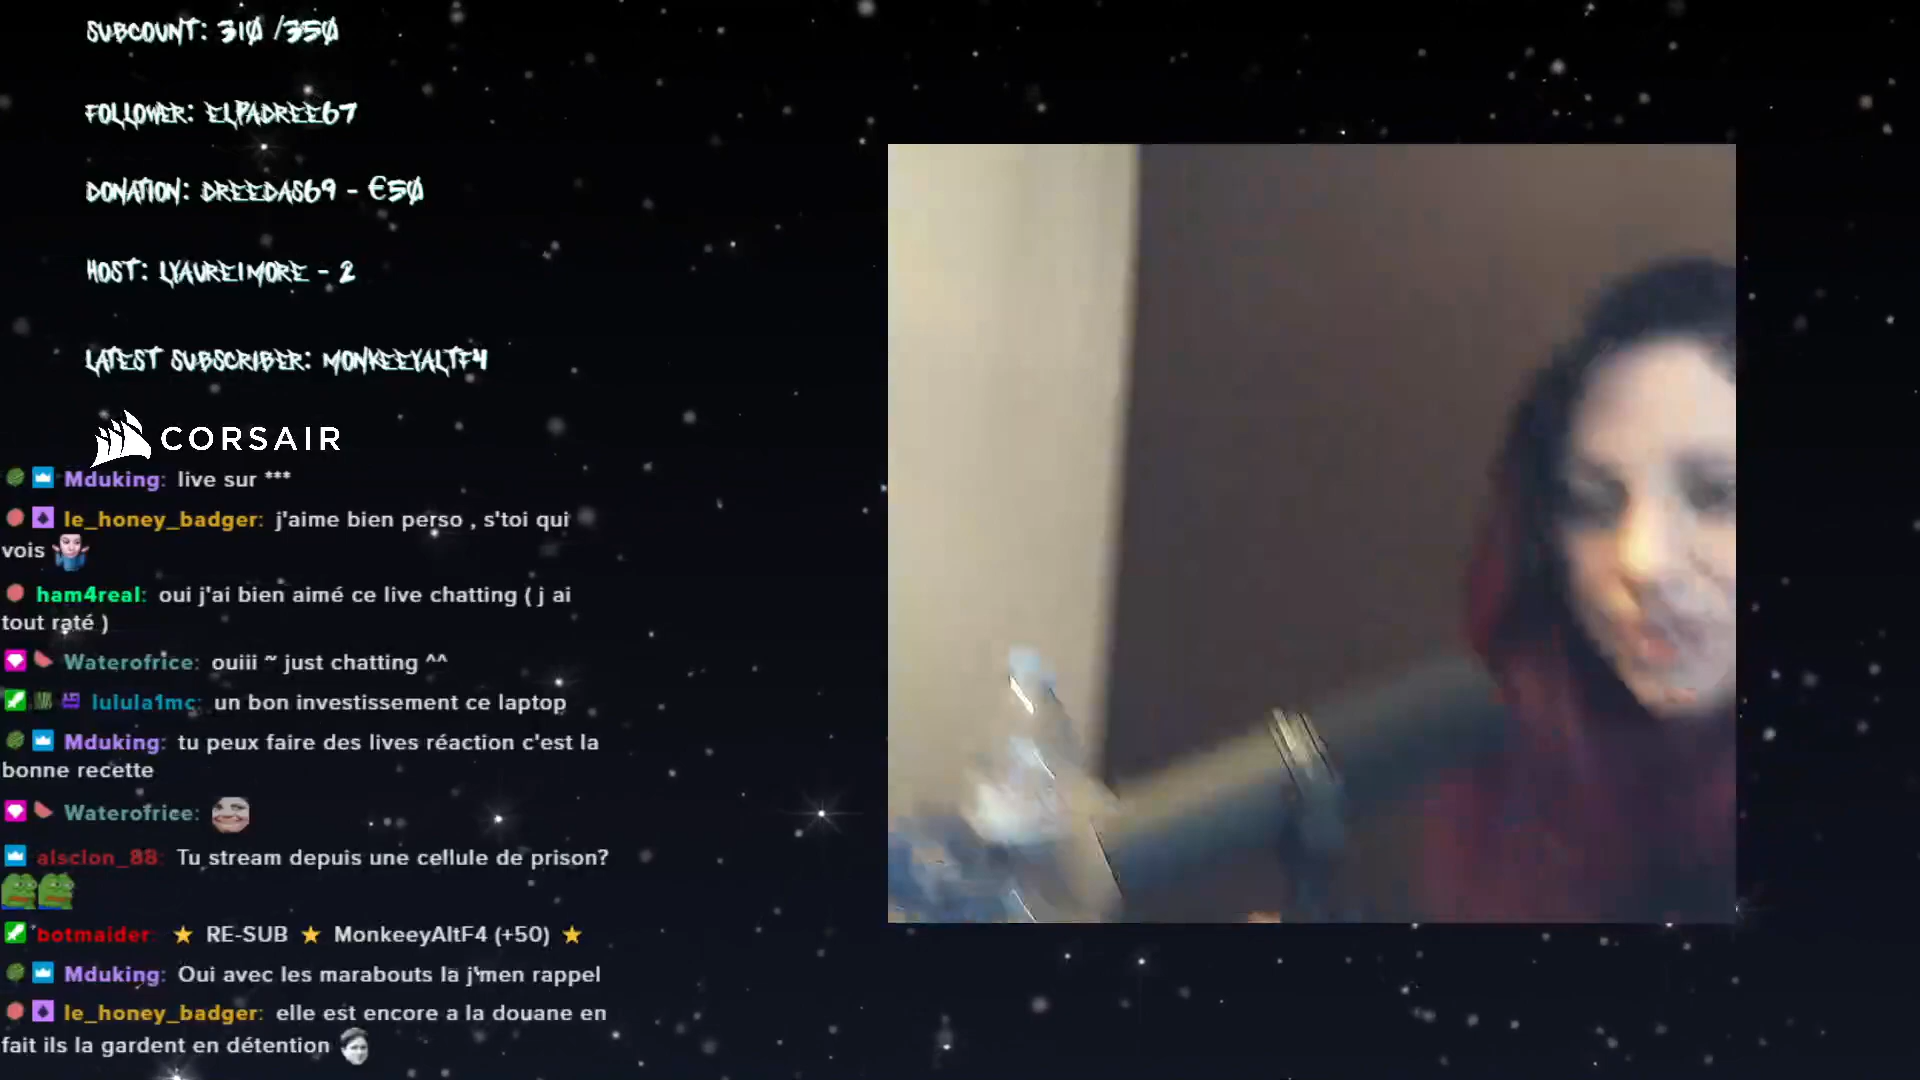 SUBCOUNT: 310 /350
FOLLOWER: ELPADREE67
DONATION: DREEDAS69 - €50
HOST: LYAVREIMORE - 2
LATEST SUBSCRIBER: MONKEEYALTF4
CORSAIR
Mduking: live sur ***
le_honey_badger: j'aime bien perso , s'toi qui
vois
ham4real: oui j'ai bien aimé ce live chatting ( j ai
tout raté )
Waterofrice: ouiii ~ just chatting ^^
lulula1mc: un bon investissement ce laptop
Mduking: tu peux faire des lives réaction c'est la
bonne recette
Waterofrice:
alscion_88: Tu stream depuis une cellule de prison?
botmaider: RE-SUB MonkeeyAltF4 (+50)
Mduking: Oui avec les marabouts la j'men rappel
le_honey_badger: elle est encore a la douane en
fait ils la gardent en détention